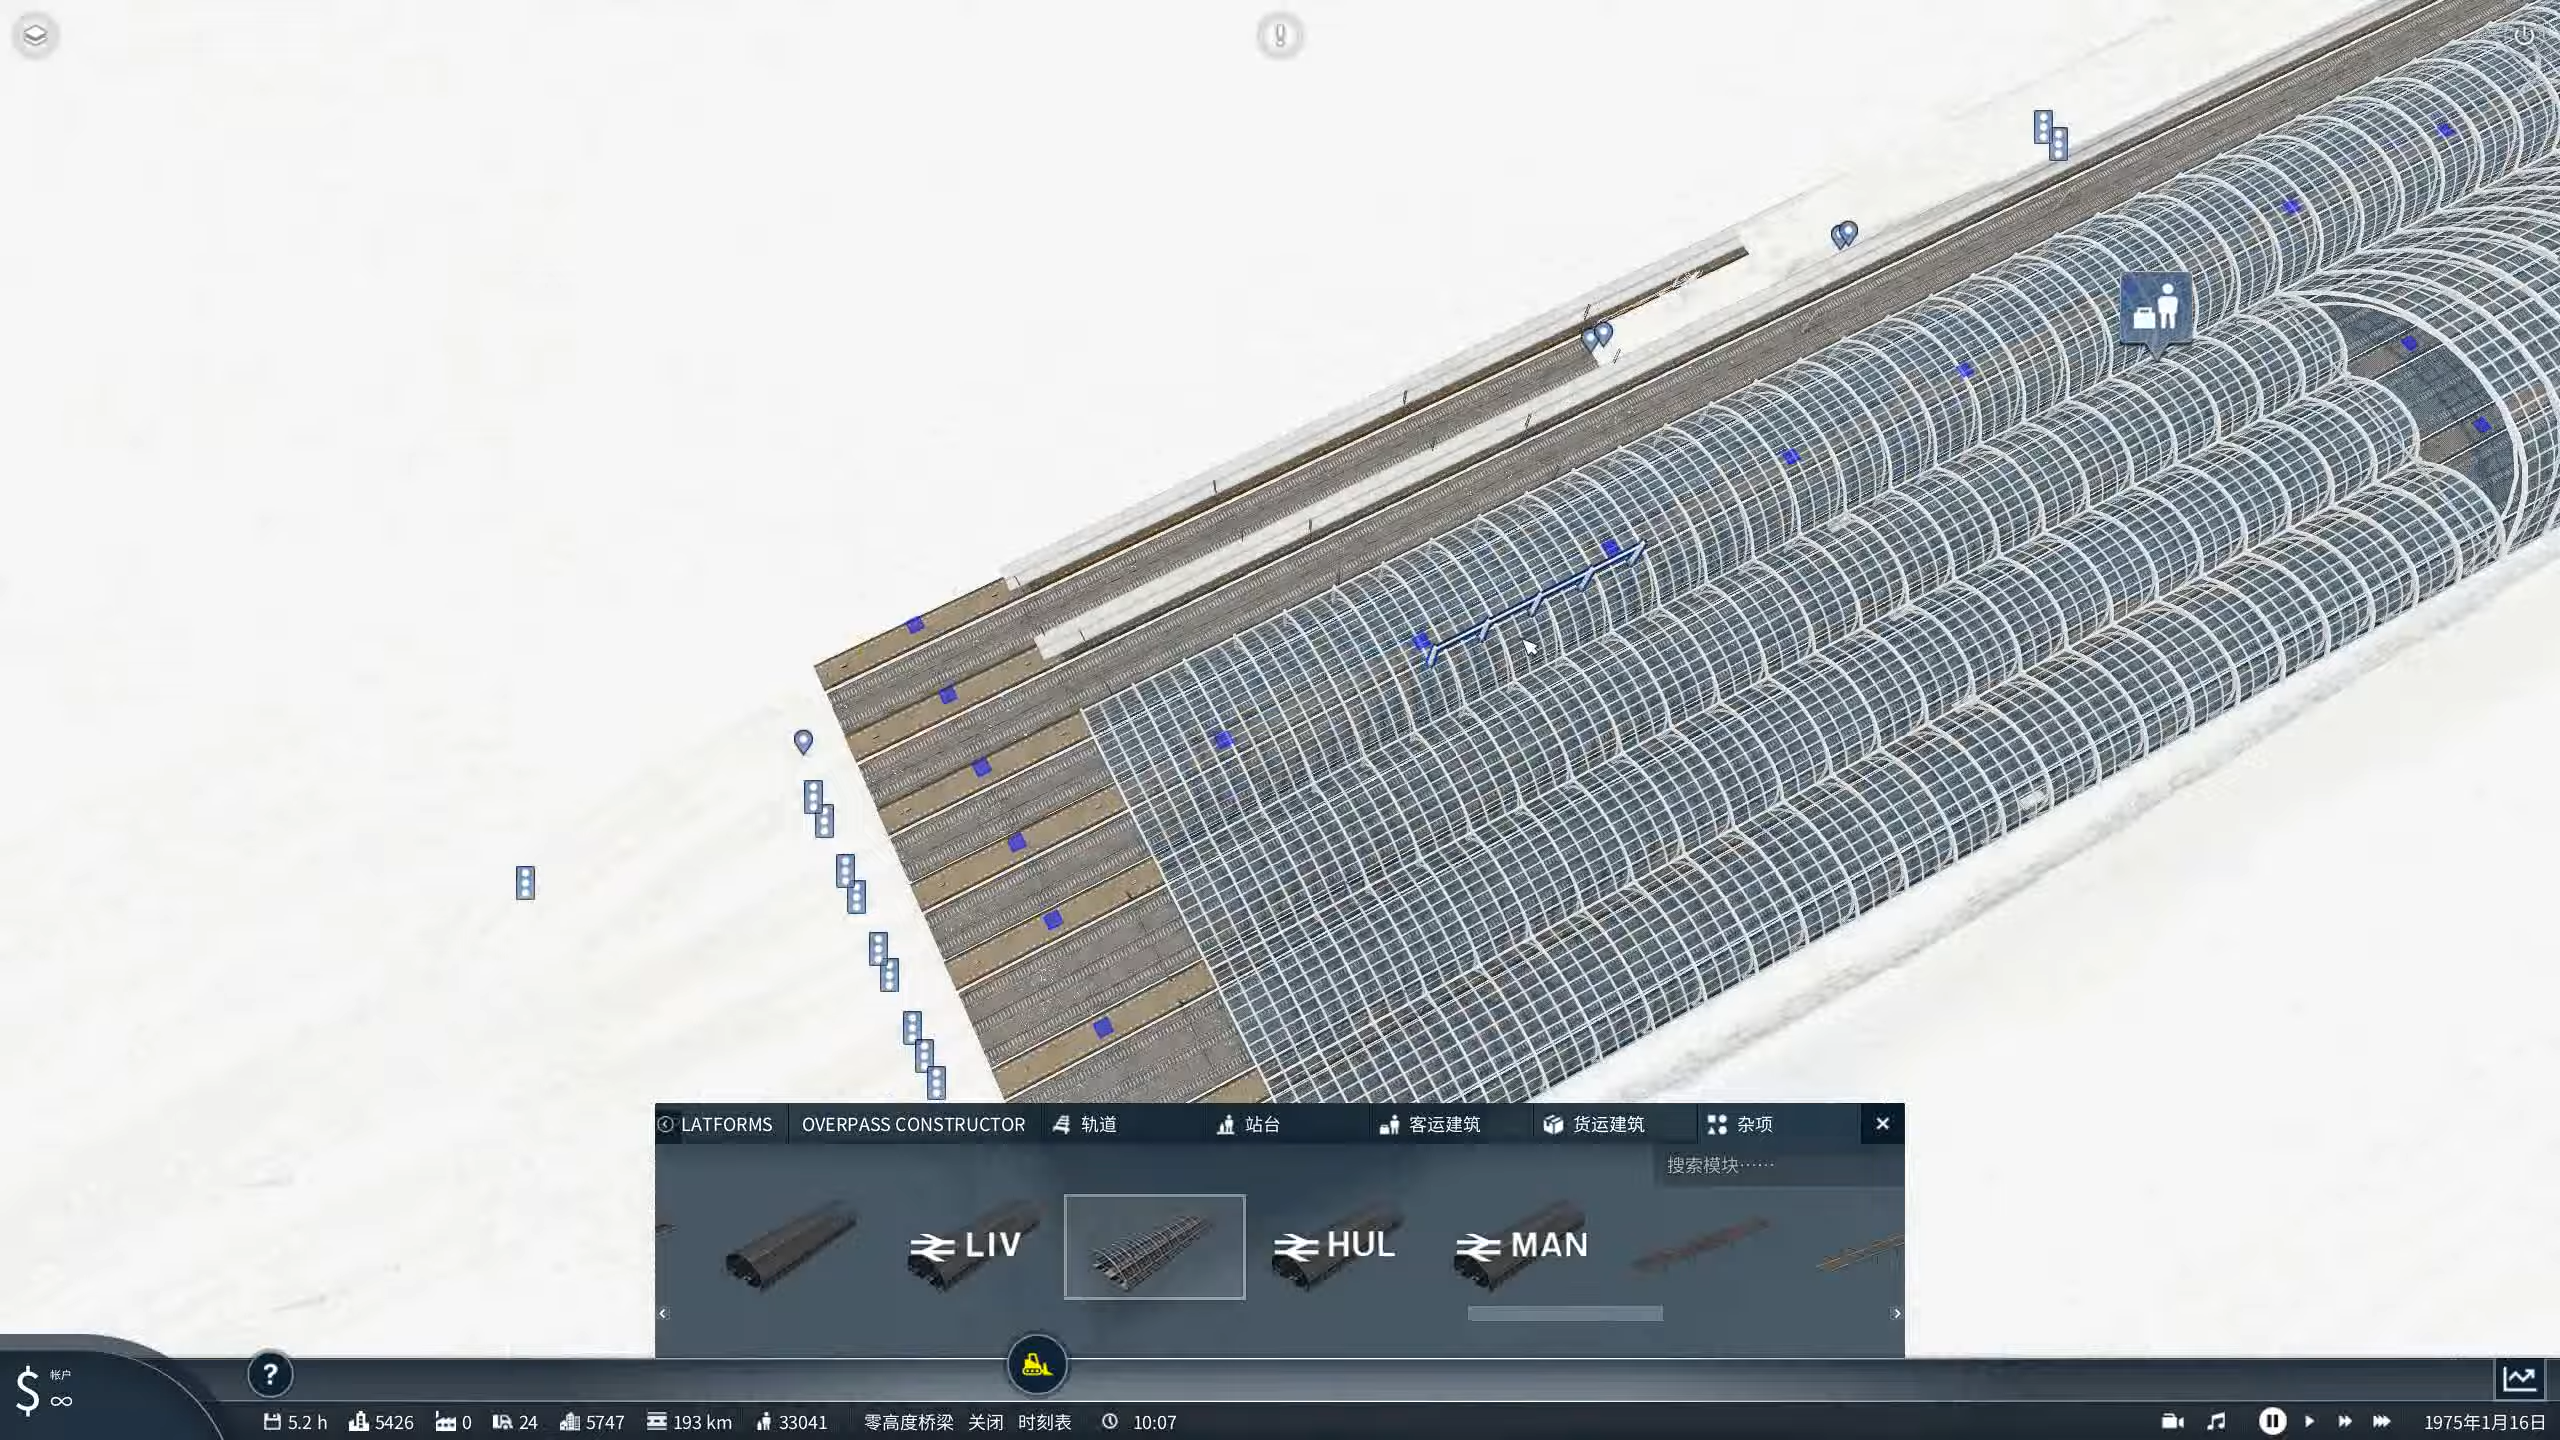 LATFORMS OVERPASS CONSTRUCTOR 轨道 站台 客运建筑 货运建筑 杂项
搜索模块······
LIV HUL MAN
帐户
$ ∞
?
5.2 h 5426 0 24 5747 193 km 33041 零高度桥梁 关闭 时刻表 10:07 1975年1月16日